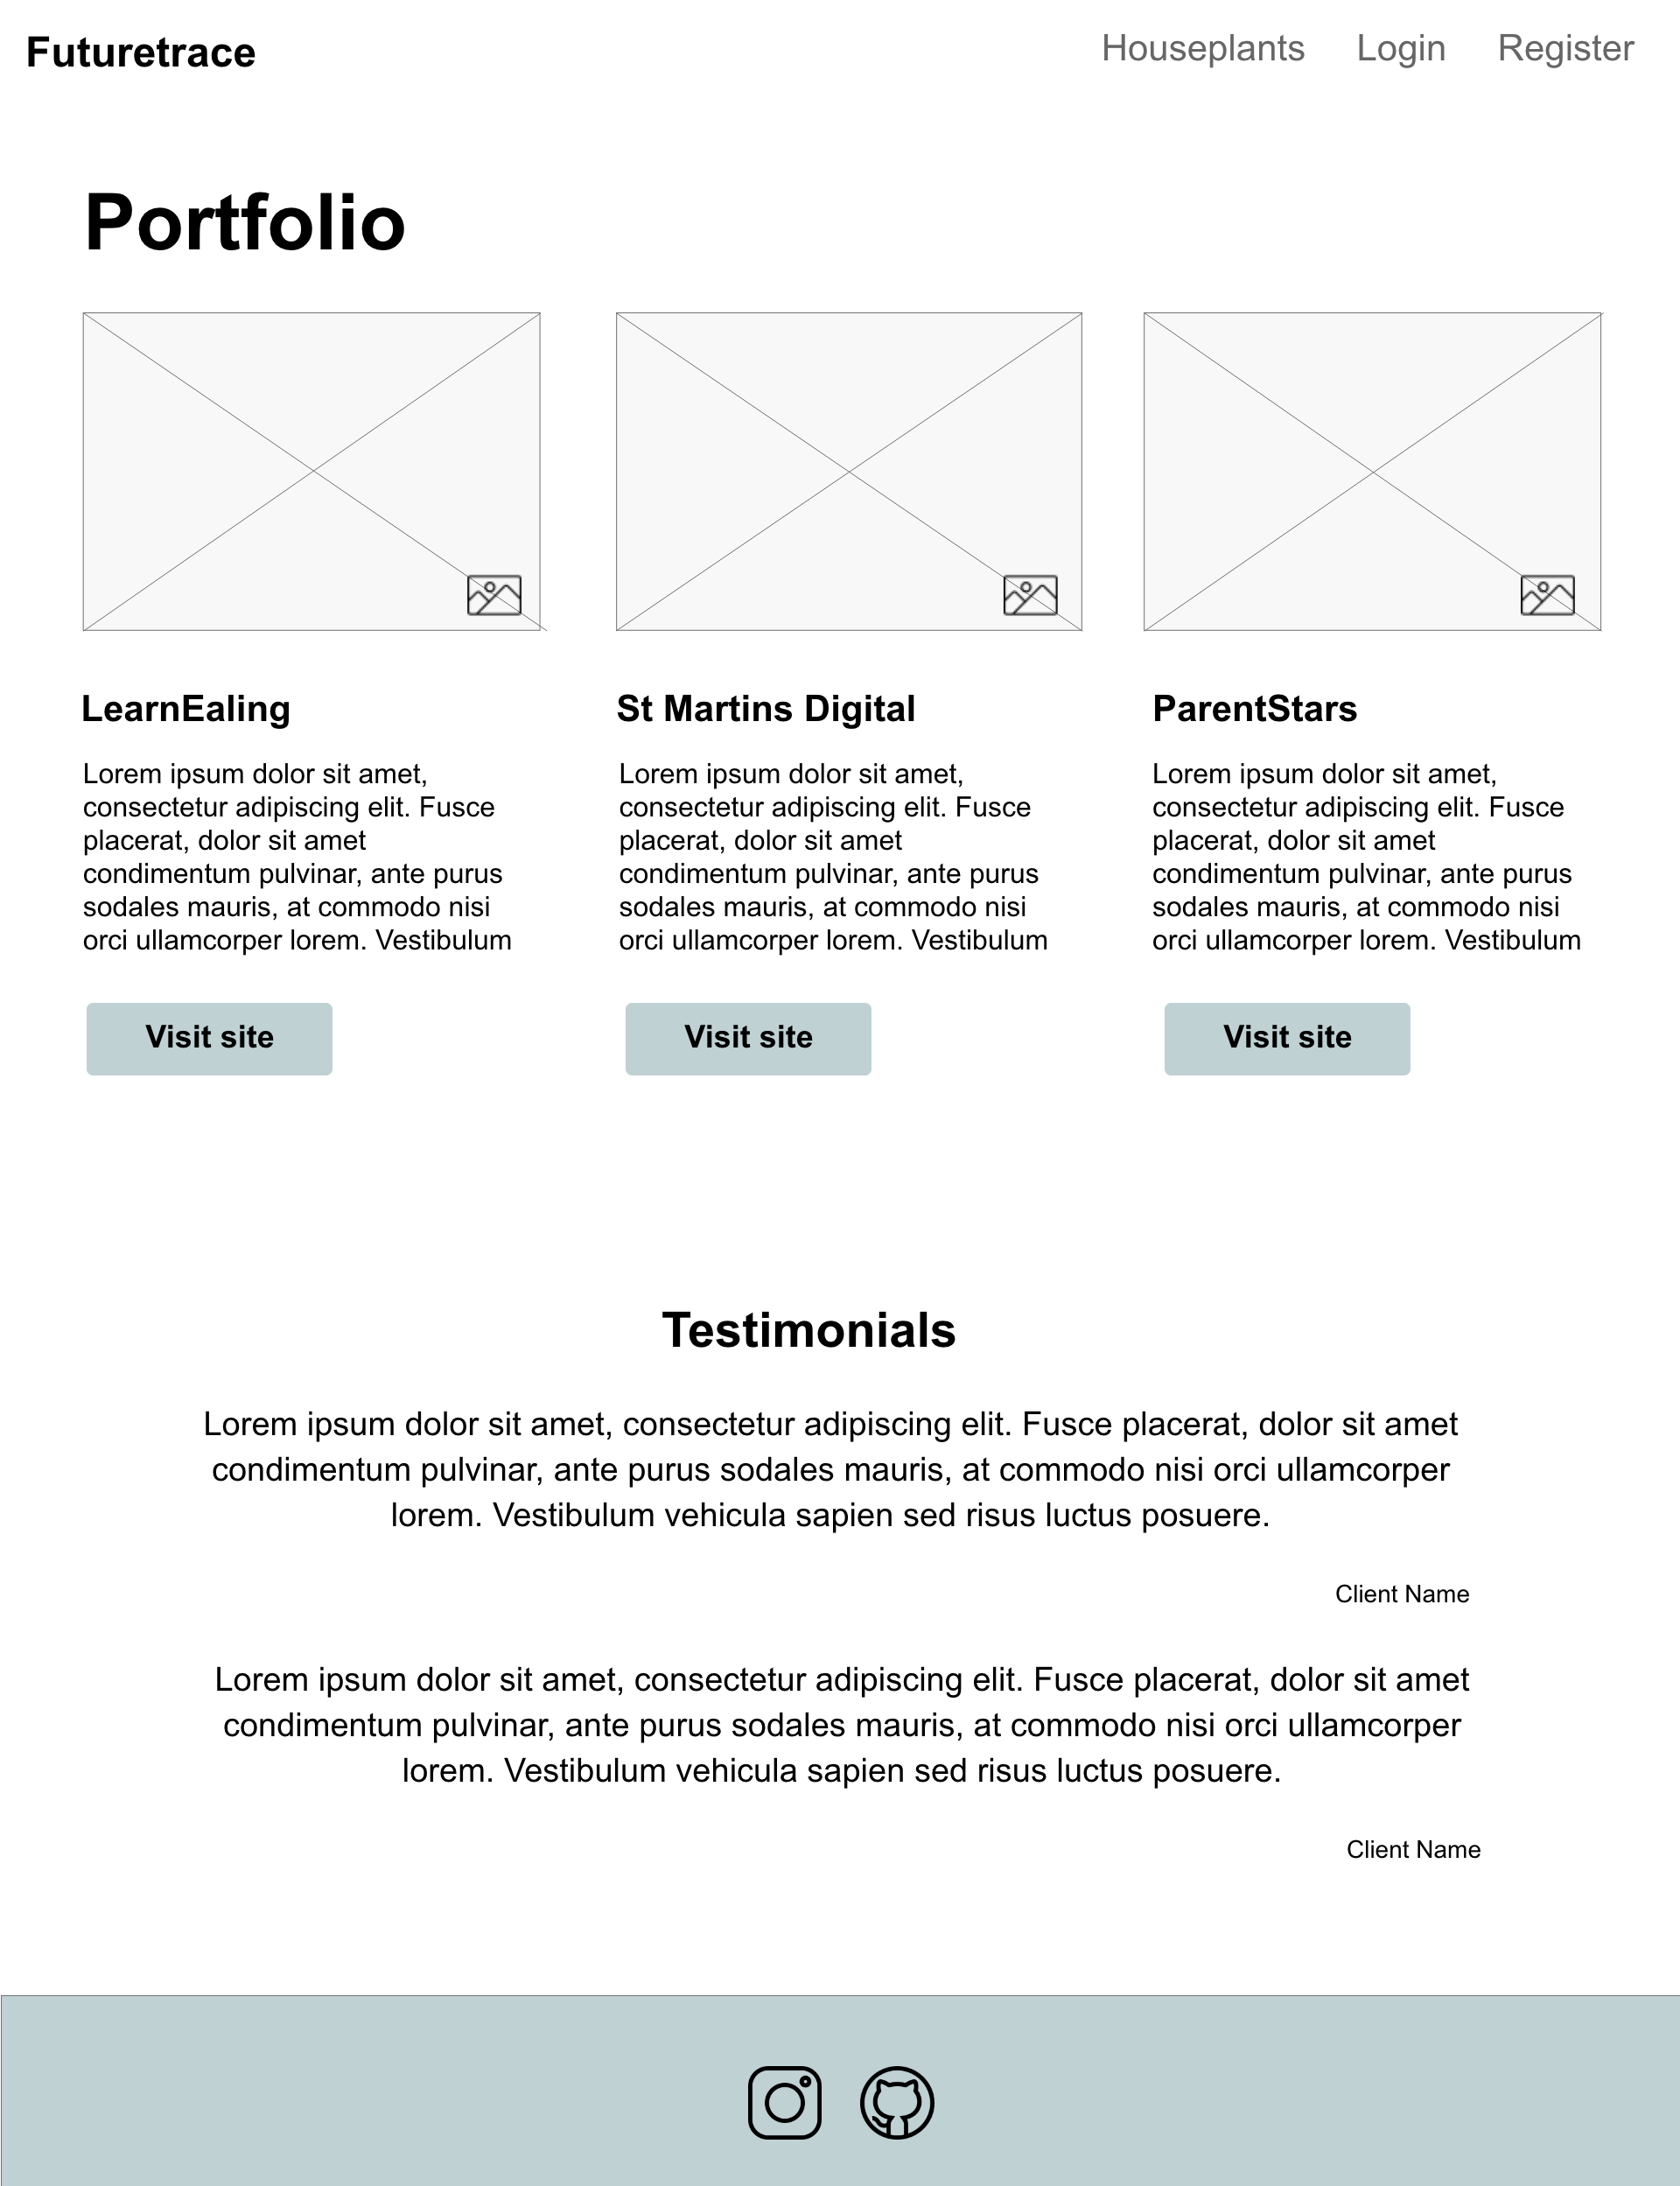 Futuretrace
Houseplants Login Register
Portfolio
LearnEaling
Lorem ipsum dolor sit amet,
consectetur adipiscing elit. Fusce
placerat, dolor sit amet
condimentum pulvinar, ante purus
sodales mauris, at commodo nisi
orci ullamcorper lorem. Vestibulum
Visit site
St Martins Digital
Lorem ipsum dolor sit amet,
consectetur adipiscing elit. Fusce
placerat, dolor sit amet
condimentum pulvinar, ante purus
sodales mauris, at commodo nisi
orci ullamcorper lorem. Vestibulum
Visit site
ParentStars
Lorem ipsum dolor sit amet,
consectetur adipiscing elit. Fusce
placerat, dolor sit amet
condimentum pulvinar, ante purus
sodales mauris, at commodo nisi
orci ullamcorper lorem. Vestibulum
Visit site
Testimonials
Lorem ipsum dolor sit amet, consectetur adipiscing elit. Fusce placerat, dolor sit amet
condimentum pulvinar, ante purus sodales mauris, at commodo nisi orci ullamcorper
lorem. Vestibulum vehicula sapien sed risus luctus posuere.
Client Name
Lorem ipsum dolor sit amet, consectetur adipiscing elit. Fusce placerat, dolor sit amet
condimentum pulvinar, ante purus sodales mauris, at commodo nisi orci ullamcorper
lorem. Vestibulum vehicula sapien sed risus luctus posuere.
Client Name